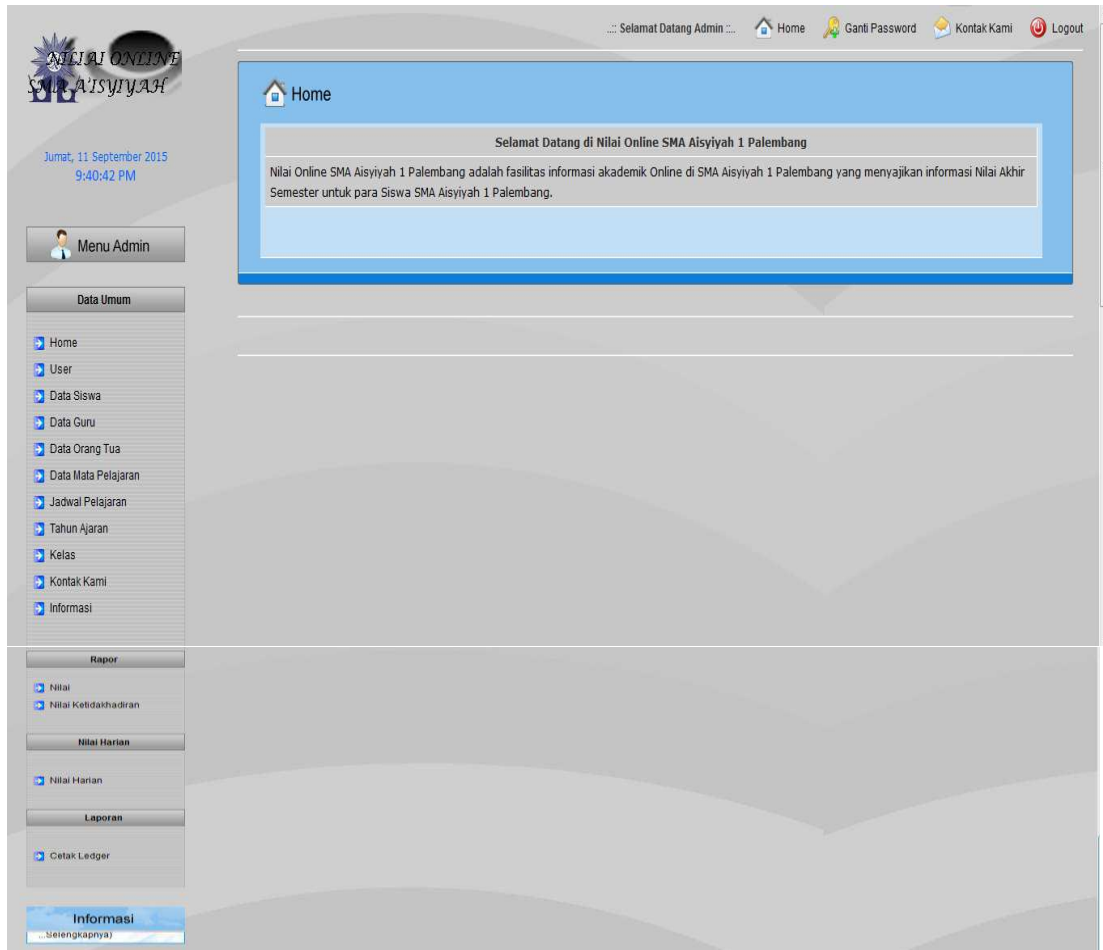 ..:: Selamat Datang Admin ::..
Home
Ganti Password
Kontak Kami
Logout
NILIAI ONLINE
SMA A'ISYIYAH
Jumat, 11 September 2015
9:40:42 PM
Menu Admin
Data Umum
Home
User
Data Siswa
Data Guru
Data Orang Tua
Data Mata Pelajaran
Jadwal Pelajaran
Tahun Ajaran
Kelas
Kontak Kami
Informasi
Rapor
Nilai
Nilai Ketidakhadiran
Nilai Harian
Nilai Harian
Laporan
Cetak Ledger
Informasi
...Selengkapnya)
Home
Selamat Datang di Nilai Online SMA Aisyiyah 1 Palembang
Nilai Online SMA Aisyiyah 1 Palembang adalah fasilitas informasi akademik Online di SMA Aisyiyah 1 Palembang yang menyajikan informasi Nilai Akhir
Semester untuk para Siswa SMA Aisyiyah 1 Palembang.